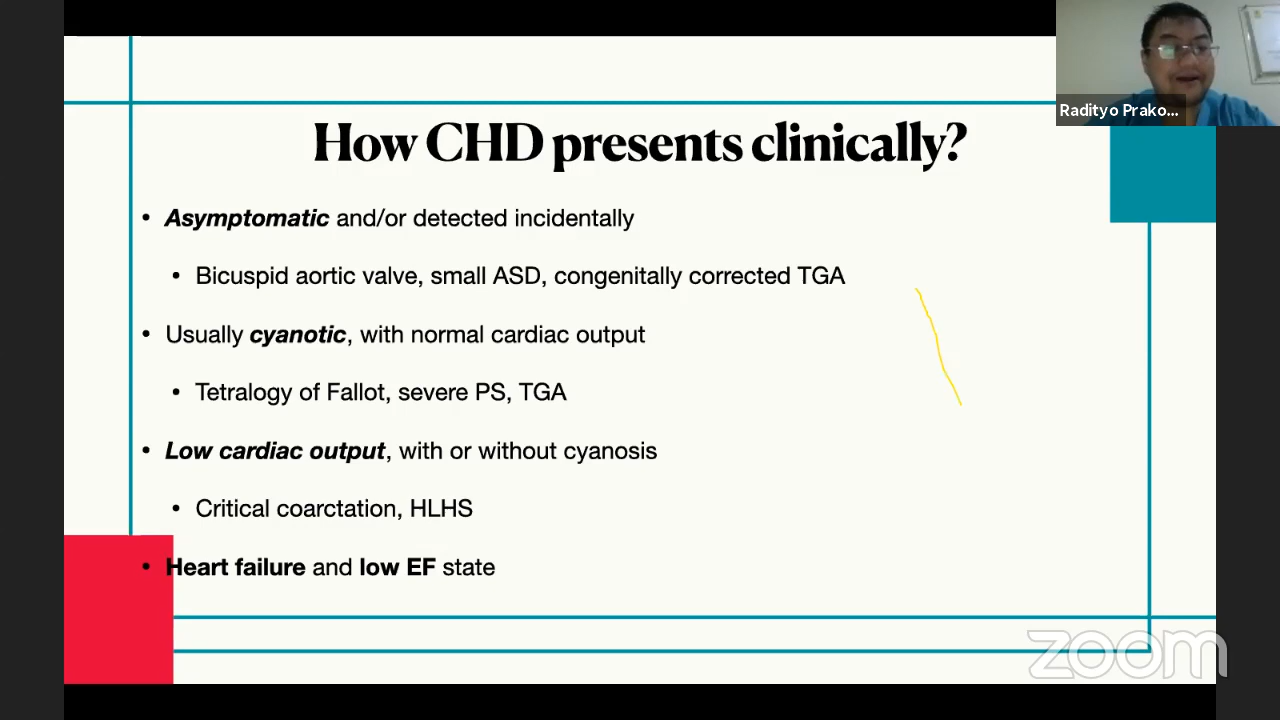 How CHD presents clinically?
• Asymptomatic and/or detected incidentally
• Bicuspid aortic valve, small ASD, congenitally corrected TGA
• Usually cyanotic, with normal cardiac output
• Tetralogy of Fallot, severe PS, TGA
• Low cardiac output, with or without cyanosis
• Critical coarctation, HLHS
• Heart failure and low EF state
Radityo Prako...
zoom